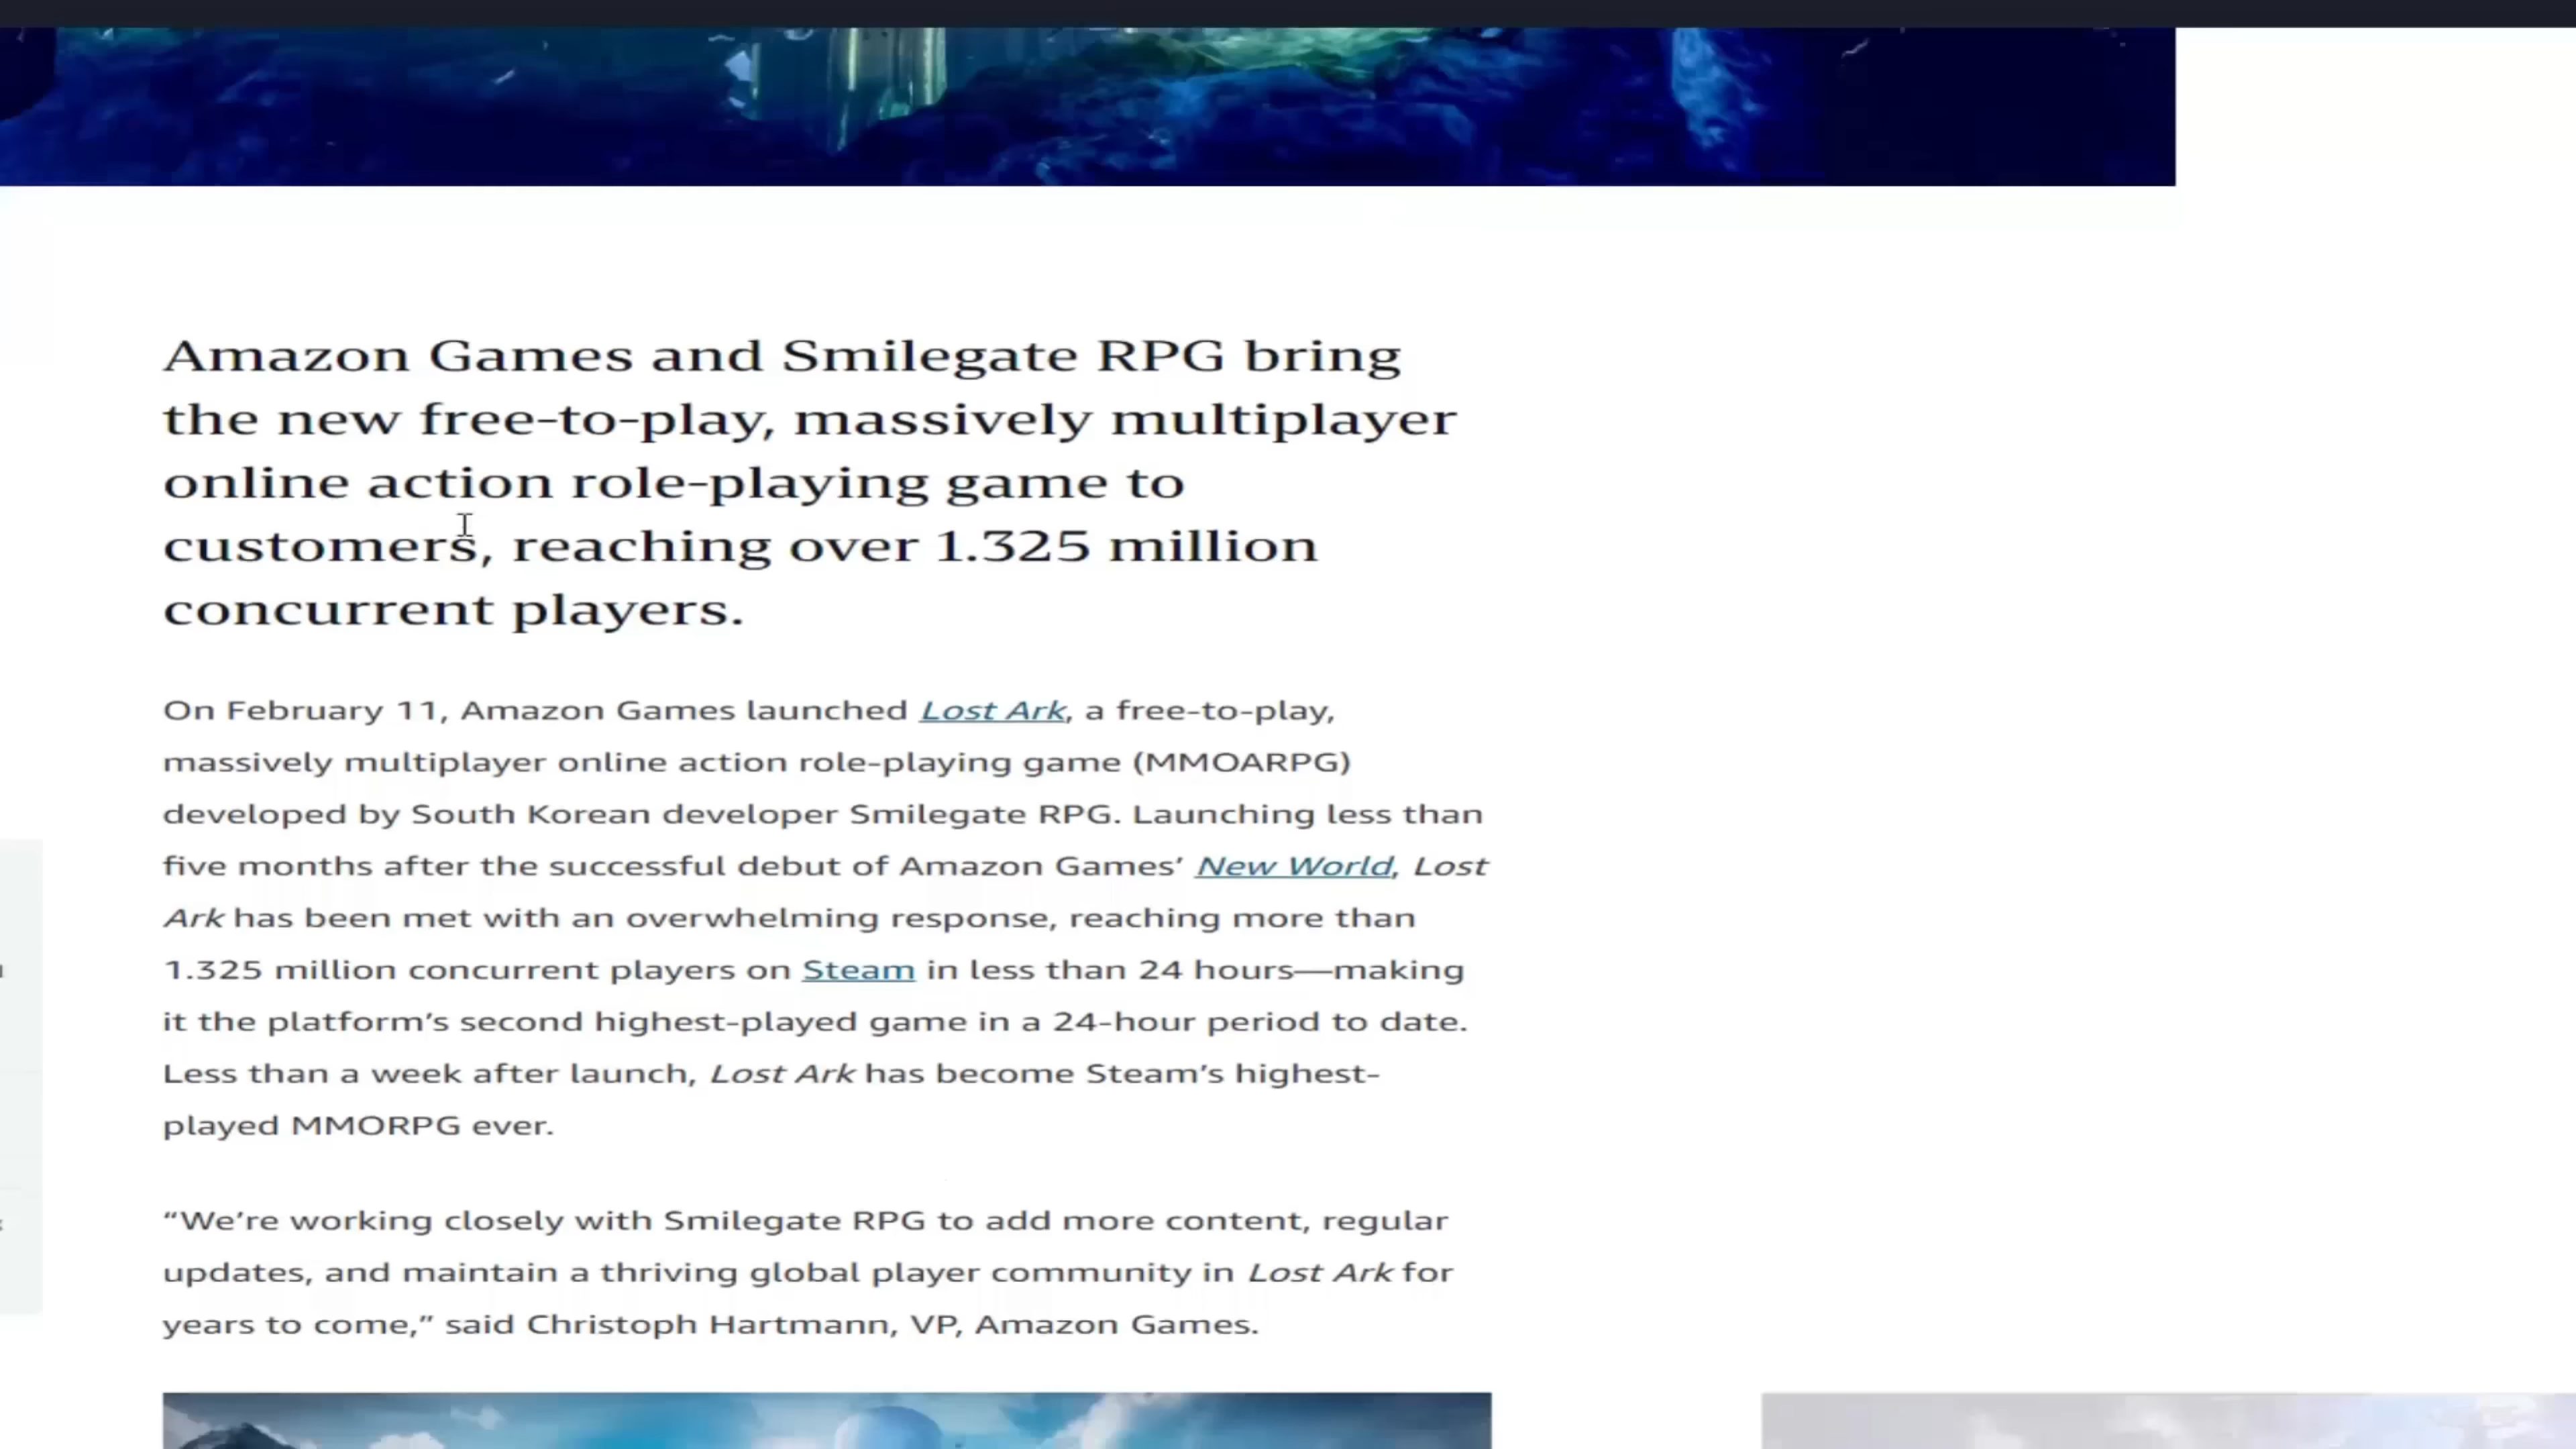 Amazon Games and Smilegate RPG bring
the new free-to-play, massively multiplayer
online action role-playing game to
customers, reaching over 1.325 million
concurrent players.
On February 11, Amazon Games launched Lost Ark, a free-to-play,
massively multiplayer online action role-playing game (MMOARPG)
developed by South Korean developer Smilegate RPG. Launching less than
five months after the successful debut of Amazon Games’ New World, Lost
Ark has been met with an overwhelming response, reaching more than
1.325 million concurrent players on Steam in less than 24 hours—making
it the platform’s second highest-played game in a 24-hour period to date.
Less than a week after launch, Lost Ark has become Steam’s highest-
played MMORPG ever.
“We’re working closely with Smilegate RPG to add more content, regular
updates, and maintain a thriving global player community in Lost Ark for
years to come,” said Christoph Hartmann, VP, Amazon Games.